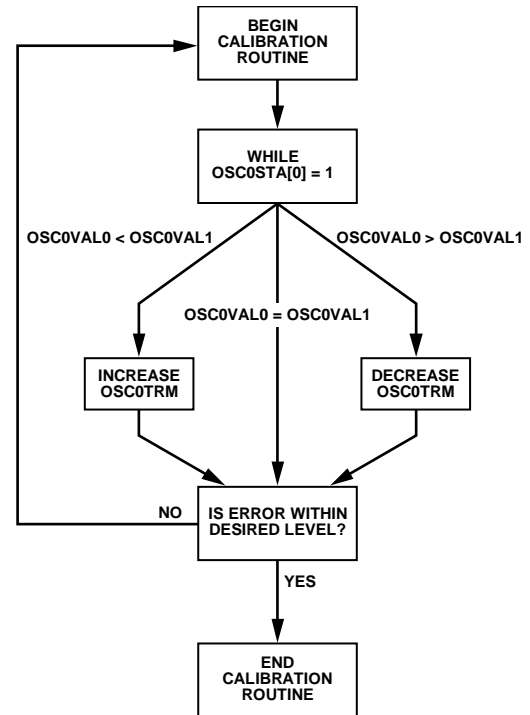 BEGIN
CALIBRATION
ROUTINE
WHILE
OSC0STA[0] = 1
OSC0VAL0 < OSC0VAL1
OSC0VAL0 > OSC0VAL1
OSC0VAL0 = OSC0VAL1
INCREASE
OSC0TRM
DECREASE
OSC0TRM
NO
IS ERROR WITHIN
DESIRED LEVEL?
YES
END
CALIBRATION
ROUTINE